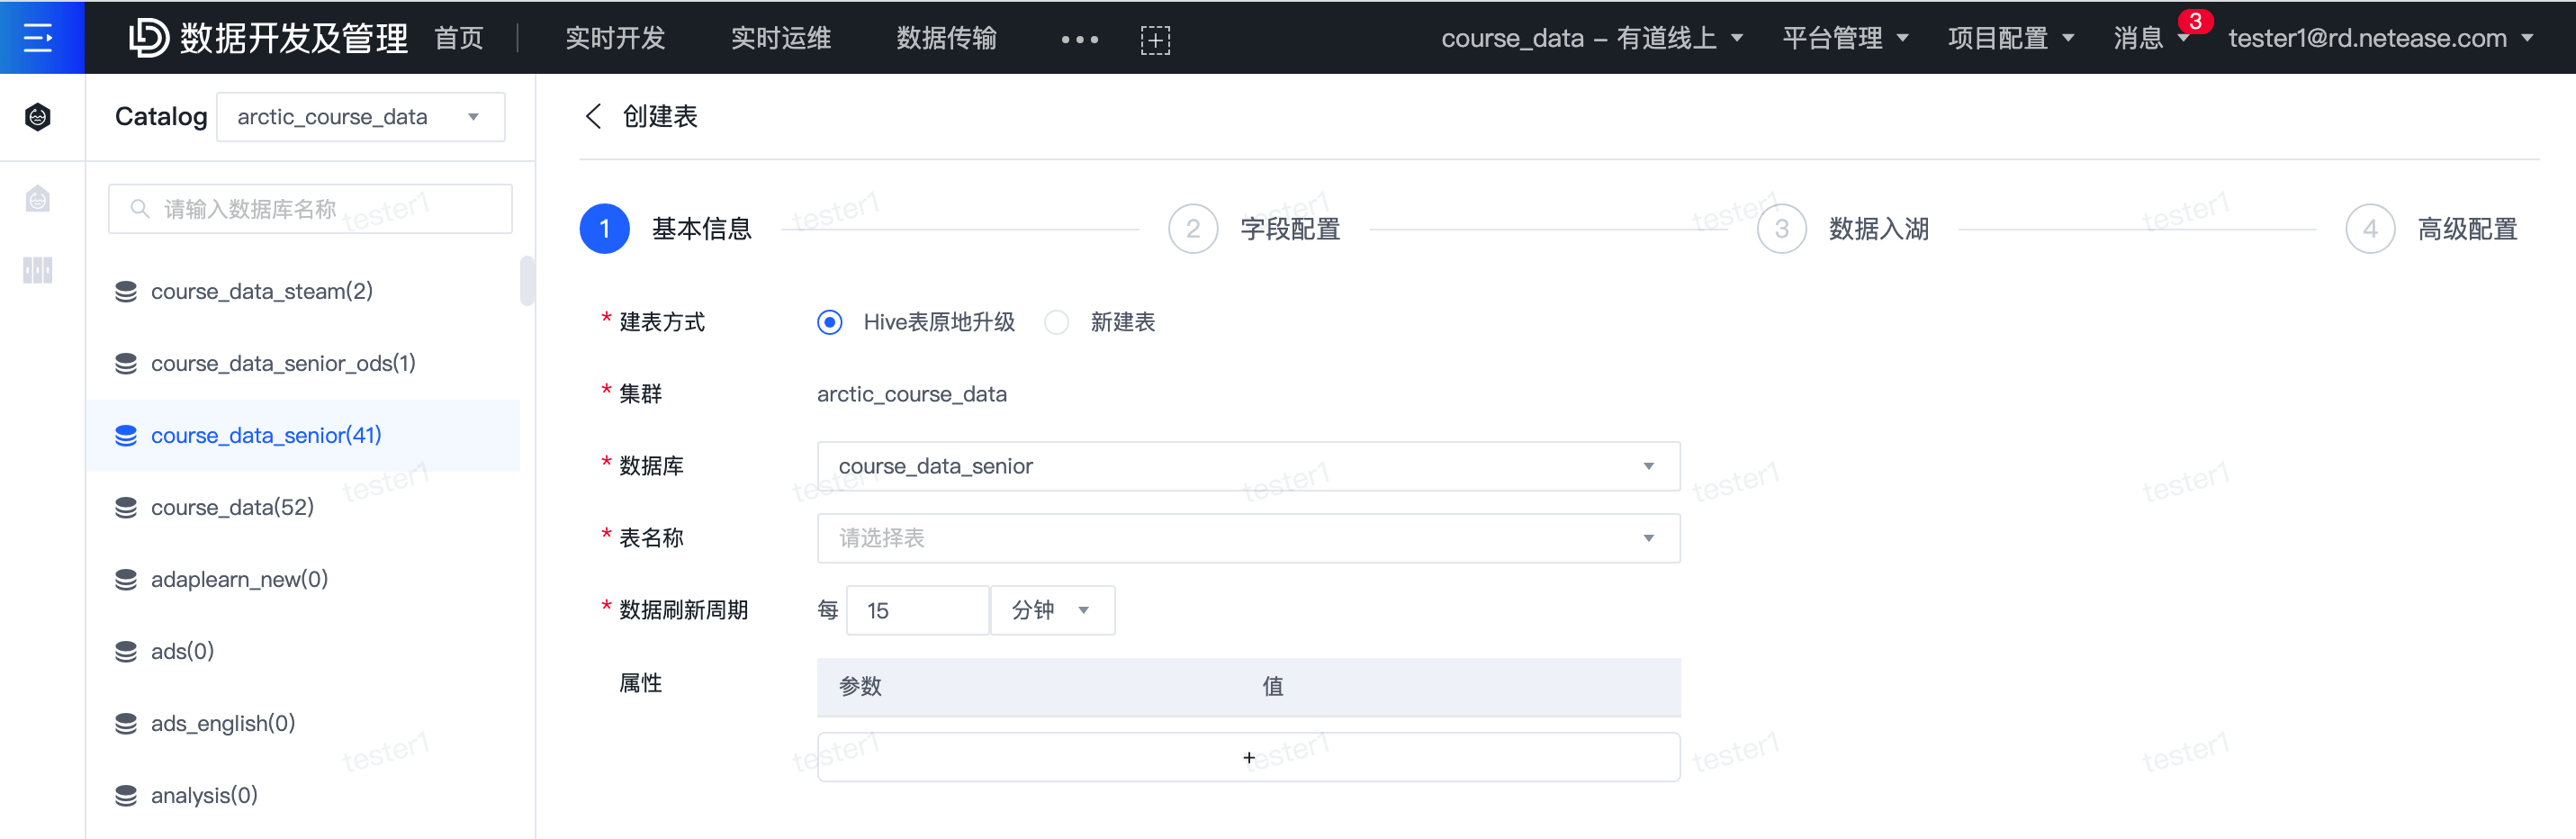 数据开发及管理 首页 实时开发 实时运维 数据传输 ••• course_data – 有道线上 平台管理 项目配置 消息 3 tester1@rd.netease.com
Catalog arctic_course_data
请输入数据库名称
course_data_steam(2)
course_data_senior_ods(1)
course_data_senior(41)
course_data(52)
adaplearn_new(0)
ads(0)
ads_english(0)
analysis(0)
创建表
1 基本信息 2 字段配置 3 数据入湖 4 高级配置
* 建表方式 Hive表原地升级 新建表
* 集群 arctic_course_data
* 数据库 course_data_senior
* 表名称 请选择表
* 数据刷新周期 每 15 分钟
属性 参数 值
+
tester1 tester1 tester1 tester1 tester1
tester1 tester1 tester1 tester1 tester1
tester1 tester1 tester1 tester1 tester1